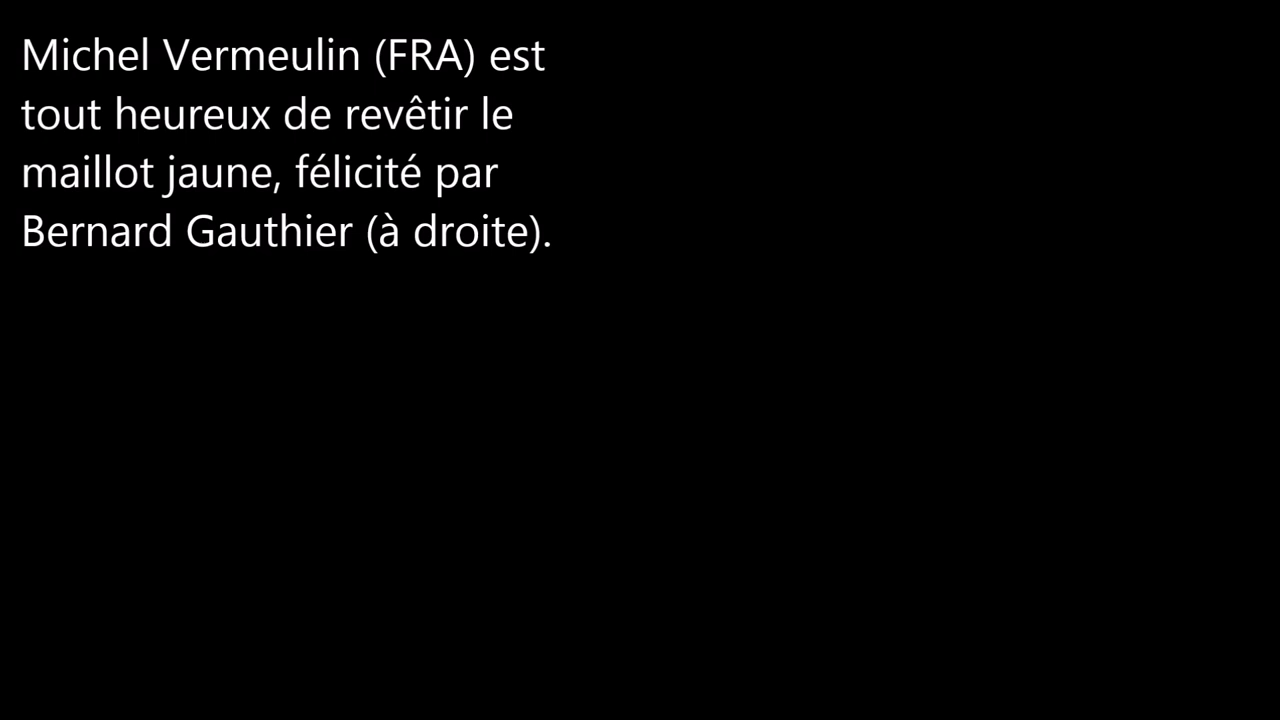 Michel Vermeulin (FRA) est
tout heureux de revêtir le
maillot jaune, félicité par
Bernard Gauthier (à droite).